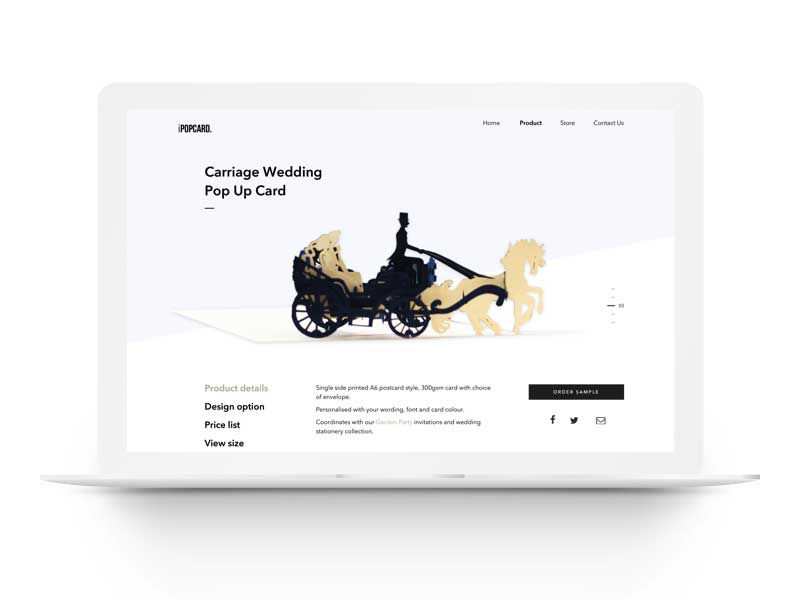 iPOPCARD.
Home Product Store Contact Us
Carriage Wedding
Pop Up Card
03
Product details
Design option
Price list
View size
Single side printed A6 postcard style, 300gsm card with choice
of envelope.
Personalised with your wording, font and card colour.
Coordinates with our Garden Party invitations and wedding
stationery collection.
ORDER SAMPLE